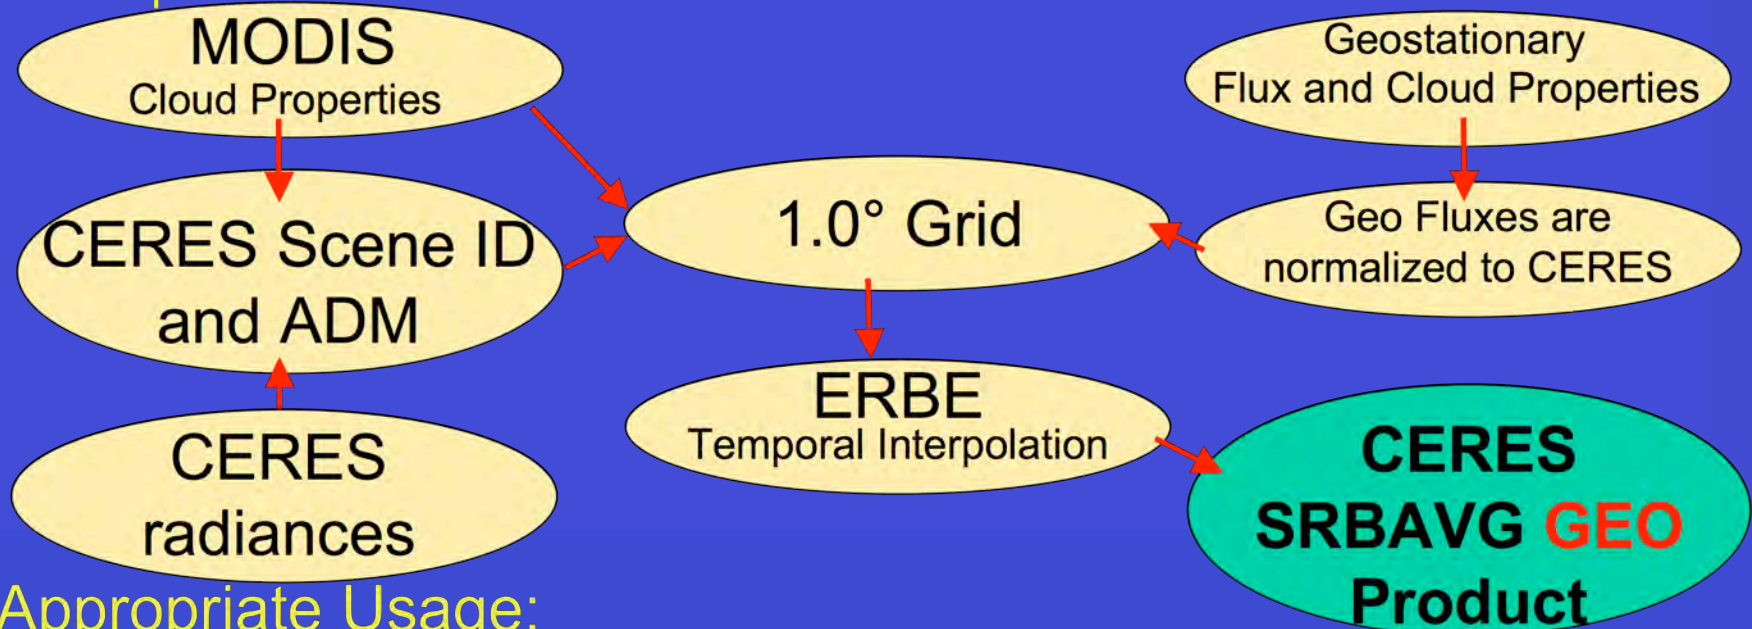 MODIS
Cloud Properties
Geostationary
Flux and Cloud Properties
CERES Scene ID
and ADM
1.0° Grid
Geo Fluxes are
normalized to CERES
ERBE
Temporal Interpolation
CERES
radiances
CERES
SRBAVG GEO
Product
Appropriate Usage: